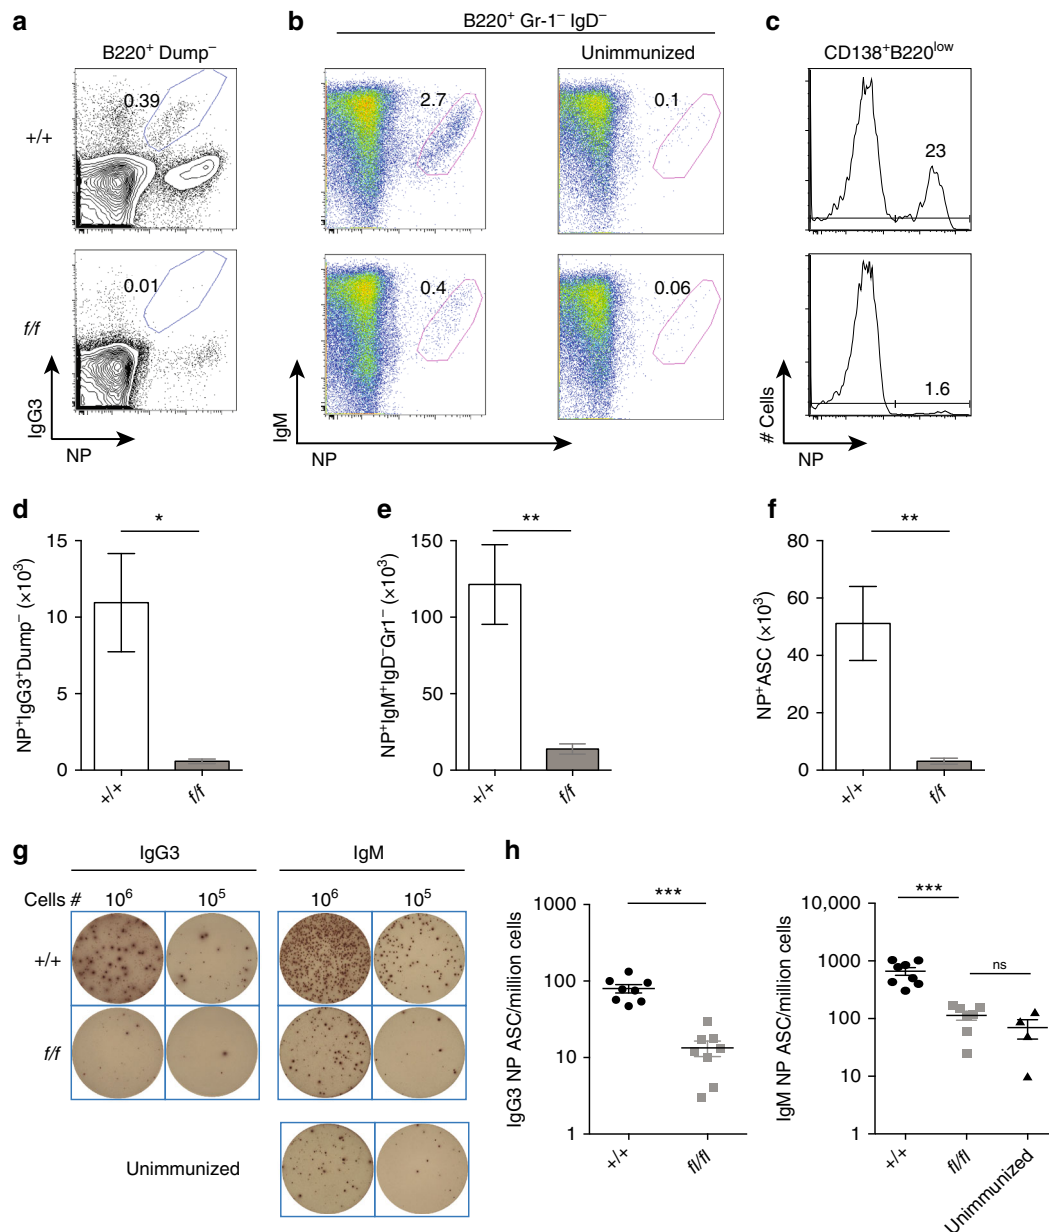 a
B220+ Dump−
+/+
0.39
f/f
0.01
IgG3
NP
b
B220+ Gr-1− IgD−
Unimmunized
2.7
0.1
0.4
0.06
IgM
NP
c
CD138+B220low
23
1.6
# Cells
NP
d
*
NP+IgG3+Dump− (×10³)
15
10
5
0
+/+
f/f
e
**
NP+IgM+IgD−Gr1− (×10³)
150
100
50
0
+/+
f/f
f
**
NP+ASC (×10³)
80
60
40
20
0
+/+
f/f
g
IgG3
IgM
Cells # 10⁶ 10⁵ 10⁶ 10⁵
+/+
f/f
Unimmunized
h
***
IgG3 NP ASC/million cells
1000
100
10
1
+/+
fl/fl
***
ns
IgM NP ASC/million cells
10,000
1000
100
10
1
+/+
fl/fl
Unimmunized